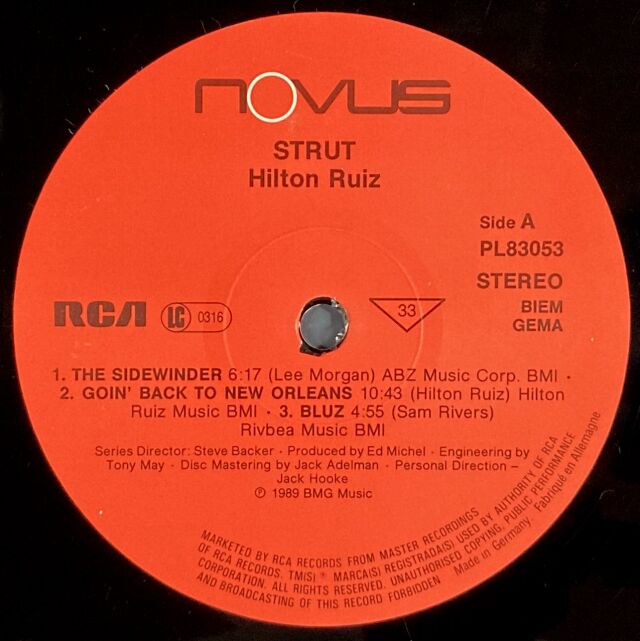 NOVUS
STRUT
Hilton Ruiz
Side A
PL83053
STEREO
BIEM
GEMA
RCA
LC 0316
33
1. THE SIDEWINDER 6:17 (Lee Morgan) ABZ Music Corp. BMI ·
2. GOIN' BACK TO NEW ORLEANS 10:43 (Hilton Ruiz) Hilton
Ruiz Music BMI · 3. BLUZ 4:55 (Sam Rivers)
Rivbea Music BMI
Series Director: Steve Backer · Produced by Ed Michel · Engineering by
Tony May · Disc Mastering by Jack Adelman · Personal Direction –
Jack Hooke
℗ 1989 BMG Music
MARKETED BY RCA RECORDS FROM MASTER RECORDINGS
OF RCA RECORDS. TM(S) ® MARCA(S) REGISTRADA(S) USED BY AUTHORITY OF RCA
CORPORATION. ALL RIGHTS RESERVED. UNAUTHORISED COPYING, PUBLIC PERFORMANCE
AND BROADCASTING OF THIS RECORD FORBIDDEN
Made in Germany. Fabriqué en Allemagne